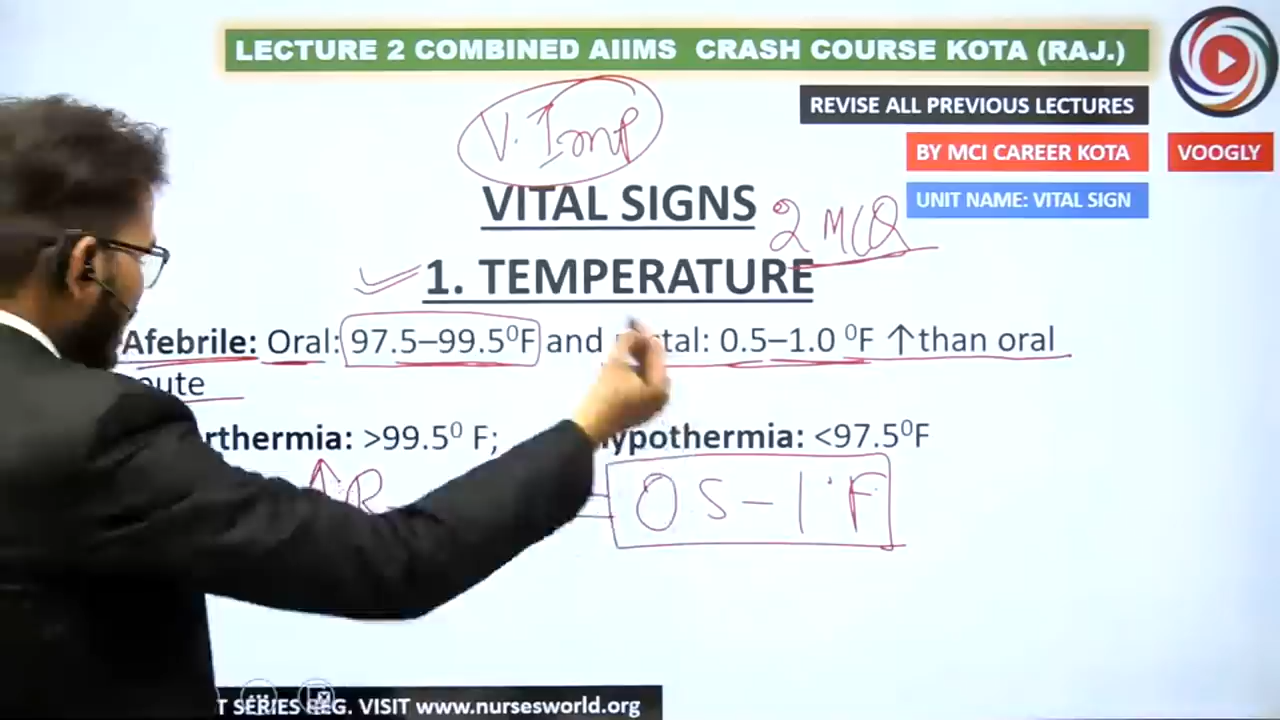 LECTURE 2 COMBINED AIIMS CRASH COURSE KOTA (RAJ.)
REVISE ALL PREVIOUS LECTURES
V. Imp
BY MCI CAREER KOTA
VOOGLY
VITAL SIGNS
UNIT NAME: VITAL SIGN
2 MCQ
1. TEMPERATURE
Afebrile: Oral: 97.5–99.5⁰F and tal: 0.5–1.0 ⁰F ↑than oral
oute
rthermia: >99.5⁰ F; ypothermia: <97.5⁰F
↑ R
0 5 – 1°F
T SERIES REG. VISIT www.nursesworld.org